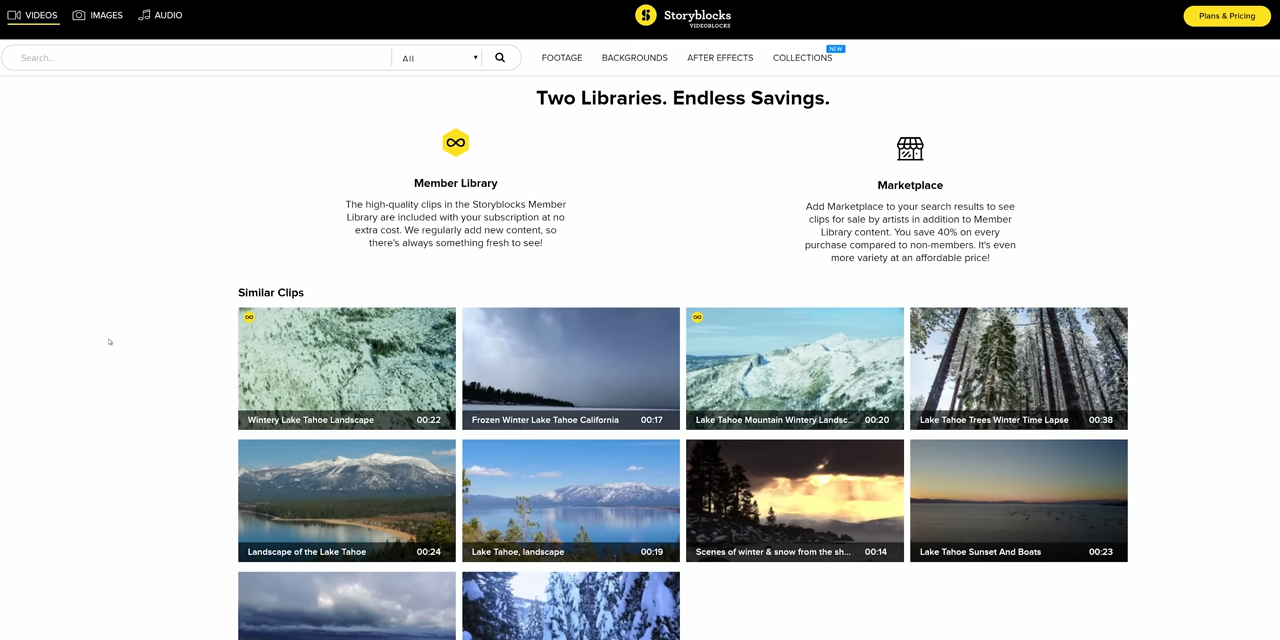 VIDEOS
IMAGES
AUDIO
Storyblocks
VIDEOBLOCKS
Plans & Pricing
Search...
All
FOOTAGE
BACKGROUNDS
AFTER EFFECTS
COLLECTIONS
NEW
Two Libraries. Endless Savings.
Member Library
The high-quality clips in the Storyblocks Member
Library are included with your subscription at no
extra cost. We regularly add new content, so
there's always something fresh to see!
Marketplace
Add Marketplace to your search results to see
clips for sale by artists in addition to Member
Library content. You save 40% on every
purchase compared to non-members. It's even
more variety at an affordable price!
Similar Clips
Wintery Lake Tahoe Landscape 00:22
Frozen Winter Lake Tahoe California 00:17
Lake Tahoe Mountain Wintery Landsc... 00:20
Lake Tahoe Trees Winter Time Lapse 00:38
Landscape of the Lake Tahoe 00:24
Lake Tahoe, landscape 00:19
Scenes of winter & snow from the sh... 00:14
Lake Tahoe Sunset And Boats 00:23